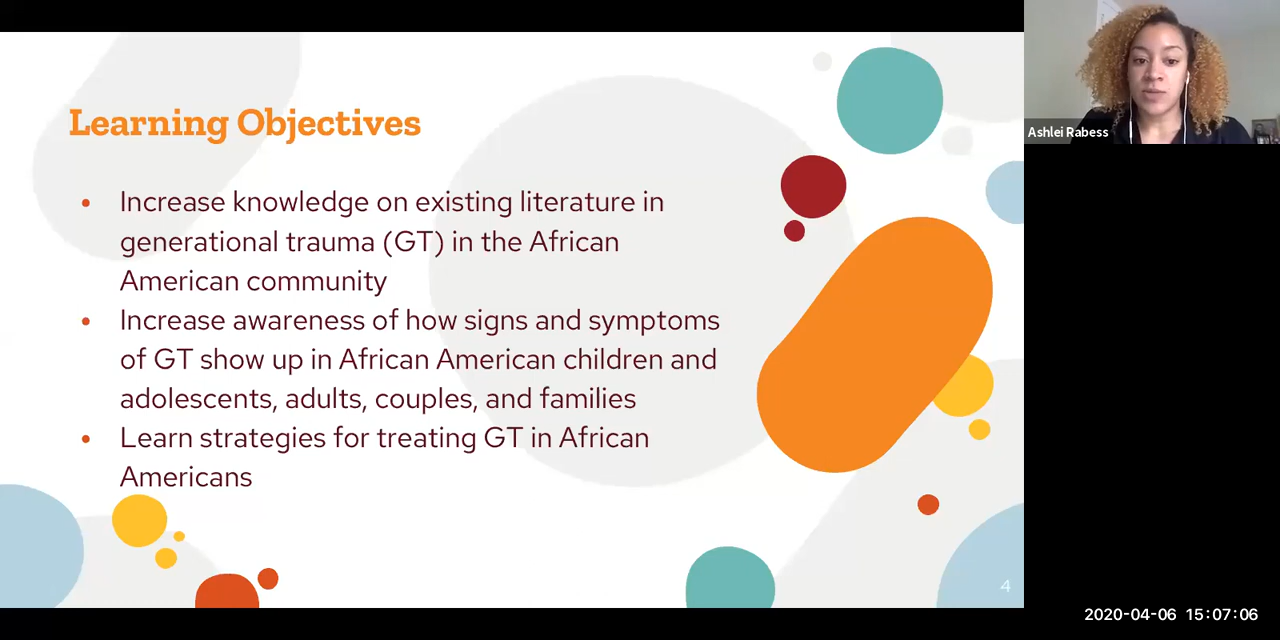 Learning Objectives
• Increase knowledge on existing literature in
generational trauma (GT) in the African
American community
• Increase awareness of how signs and symptoms
of GT show up in African American children and
adolescents, adults, couples, and families
• Learn strategies for treating GT in African
Americans
4
Ashlei Rabess
2020-04-06 15:07:06